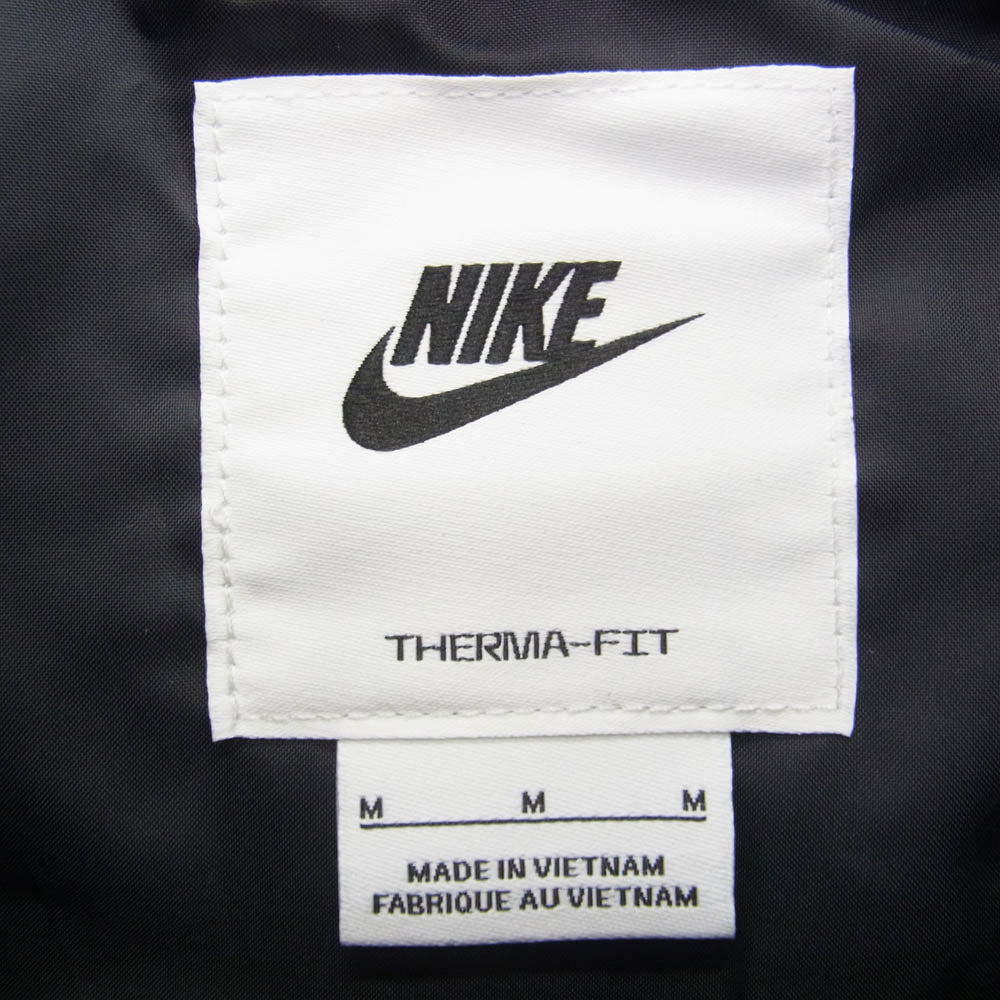 NIKE
THERMA-FIT
M M M
MADE IN VIETNAM
FABRIQUE AU VIETNAM